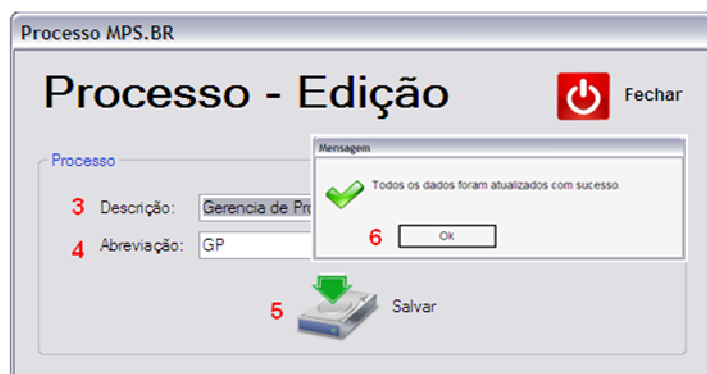 Processo MPS.BR
Processo - Edição
Fechar
Processo
Mensagem
Todos os dados foram atualizados com sucesso.
6 Ok
3 Descrição: Gerencia de
4 Abreviação: GP
5 Salvar